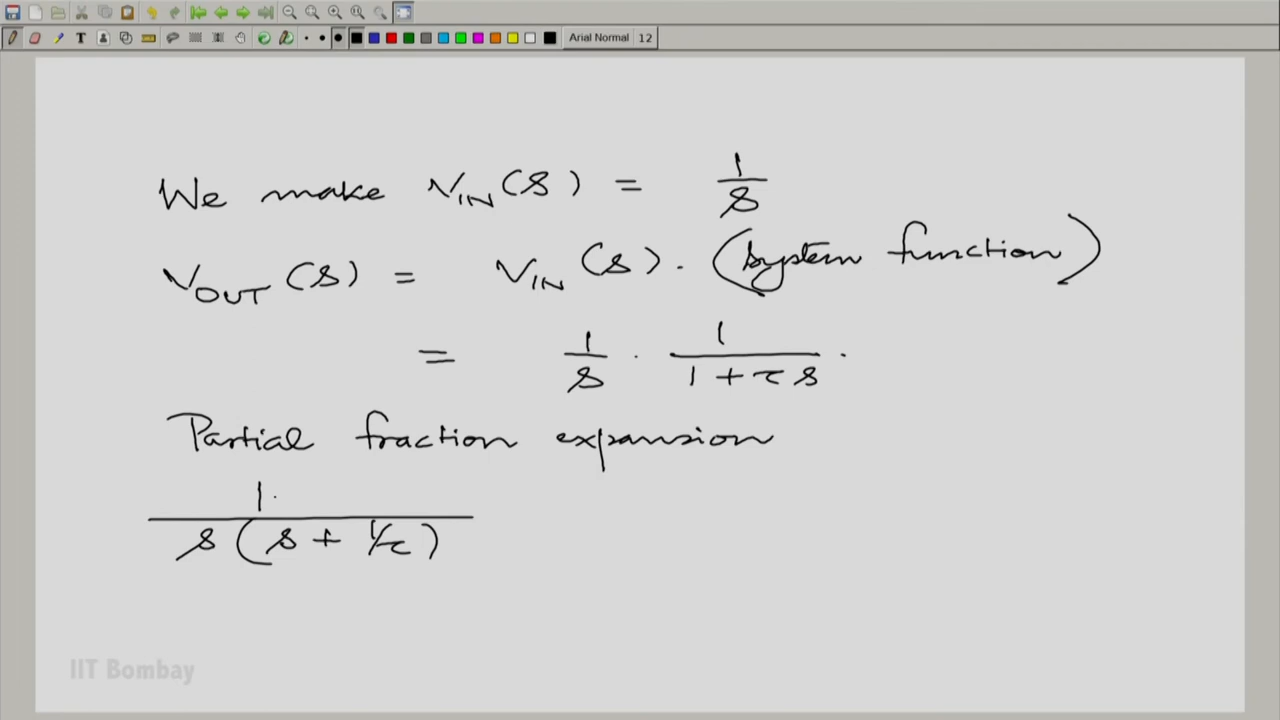 Arial Normal 12
We make V_IN(s) = 1/s
V_OUT(s) = V_IN(s) . (System function)
= 1/s . 1/(1 + τs) .
Partial fraction expansion
1/(s(s + 1/τ))
IIT Bombay